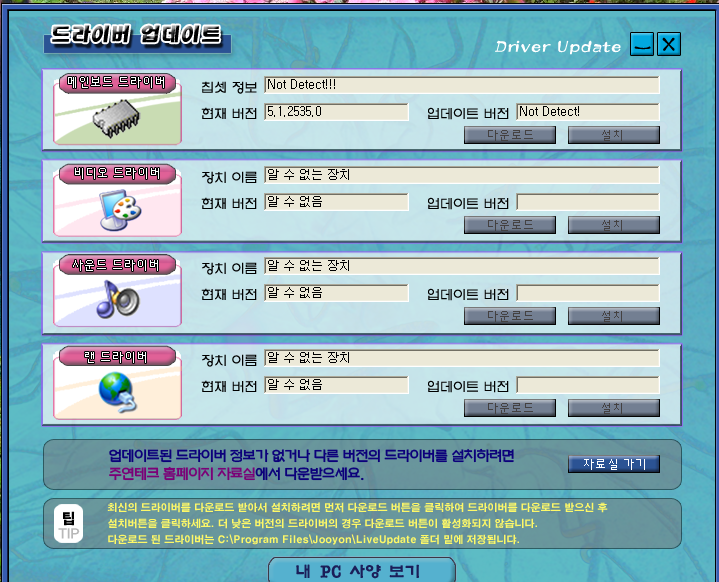 드라이버 업데이트
Driver Update
메인보드 드라이버
칩셋 정보 Not Detect!!!
현재 버전 5,1,2535,0 업데이트 버전 Not Detect!
다운로드 설치
비디오 드라이버
장치 이름 알 수 없는 장치
현재 버전 알 수 없음 업데이트 버전
다운로드 설치
사운드 드라이버
장치 이름 알 수 없는 장치
현재 버전 알 수 없음 업데이트 버전
다운로드 설치
랜 드라이버
장치 이름 알 수 없는 장치
현재 버전 알 수 없음 업데이트 버전
다운로드 설치
업데이트된 드라이버 정보가 없거나 다른 버전의 드라이버를 설치하려면
주연테크 홈페이지 자료실에서 다운받으세요.
자료실 가기
팁
TIP
최신의 드라이버를 다운로드 받아서 설치하려면 먼저 다운로드 버튼을 클릭하여 드라이버를 다운로드 받으신 후
설치버튼을 클릭하세요. 더 낮은 버전의 드라이버의 경우 다운로드 버튼이 활성화되지 않습니다.
다운로드 된 드라이버는 C:\Program Files\Jooyon\LiveUpdate 폴더 밑에 저장됩니다.
내 PC 사양 보기